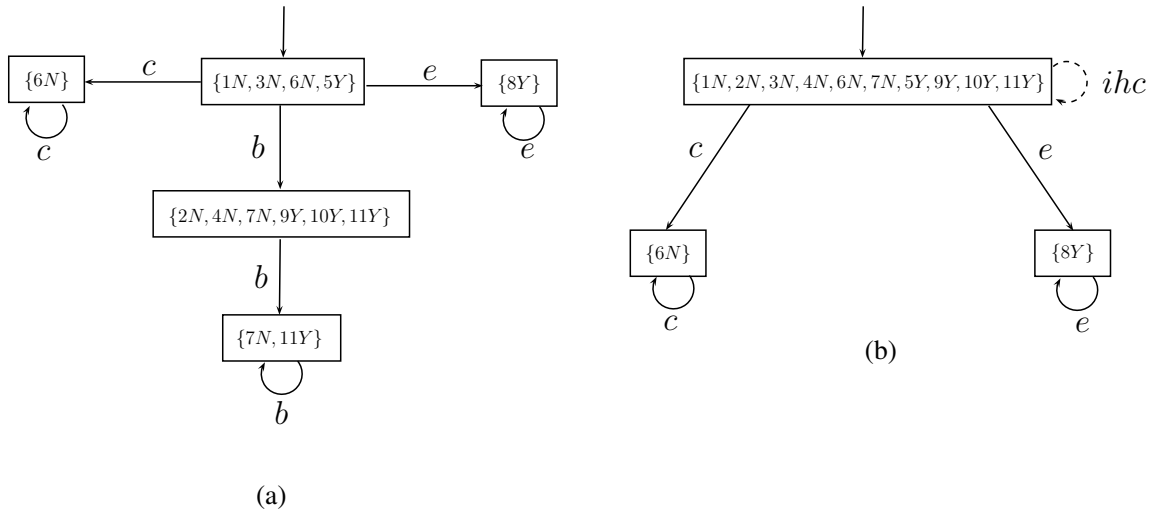 {6N}
c
{1N, 3N, 6N, 5Y}
e
{8Y}
c
e
b
{2N, 4N, 7N, 9Y, 10Y, 11Y}
b
{7N, 11Y}
b
(a)
{1N, 2N, 3N, 4N, 6N, 7N, 5Y, 9Y, 10Y, 11Y}
ihc
c
e
{6N}
{8Y}
c
e
(b)